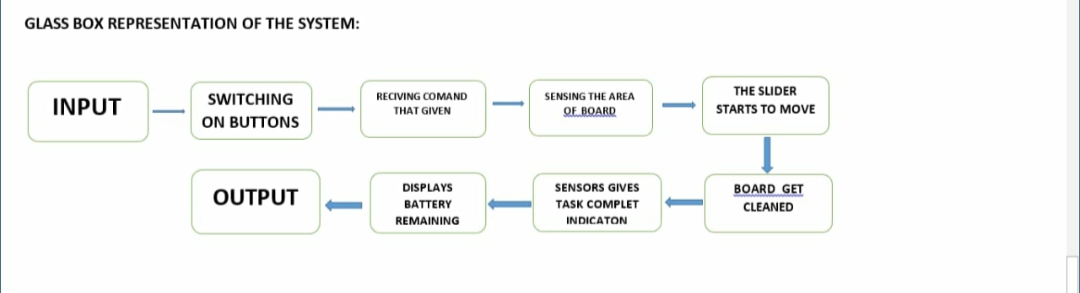 GLASS BOX REPRESENTATION OF THE SYSTEM:
INPUT
SWITCHING
ON BUTTONS
RECIVING COMAND
THAT GIVEN
SENSING THE AREA
OF BOARD
THE SLIDER
STARTS TO MOVE
BOARD GET
CLEANED
SENSORS GIVES
TASK COMPLET
INDICATON
DISPLAYS
BATTERY
REMAINING
OUTPUT